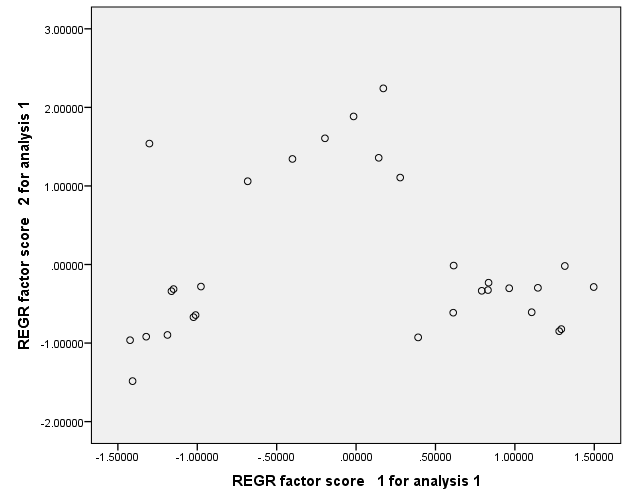 3.00000
2.00000
1.00000
.00000
-1.00000
-2.00000
REGR factor score 2 for analysis 1
-1.50000 -1.00000 -.50000 .00000 .50000 1.00000 1.50000
REGR factor score 1 for analysis 1